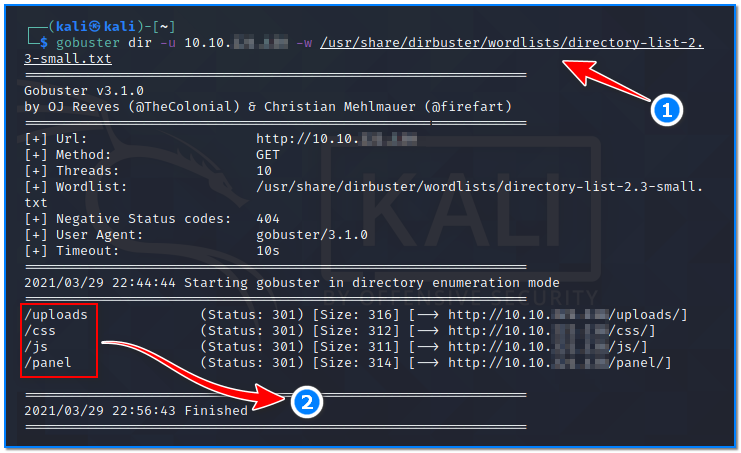 ┌──(kali㉿kali)-[~]
└─$ gobuster dir -u 10.10. -w /usr/share/dirbuster/wordlists/directory-list-2.
3-small.txt
===============================================================
Gobuster v3.1.0
by OJ Reeves (@TheColonial) & Christian Mehlmauer (@firefart)
===============================================================
[+] Url: http://10.10.
[+] Method: GET
[+] Threads: 10
[+] Wordlist: /usr/share/dirbuster/wordlists/directory-list-2.3-small.
txt
[+] Negative Status codes: 404
[+] User Agent: gobuster/3.1.0
[+] Timeout: 10s
===============================================================
2021/03/29 22:44:44 Starting gobuster in directory enumeration mode
===============================================================
/uploads (Status: 301) [Size: 316] [--> http://10.10. /uploads/]
/css (Status: 301) [Size: 312] [--> http://10.10. /css/]
/js (Status: 301) [Size: 311] [--> http://10.10. /js/]
/panel (Status: 301) [Size: 314] [--> http://10.10. /panel/]
===============================================================
2021/03/29 22:56:43 Finished
===============================================================
1
2
KALI
BY OFFENSIVE SECURITY